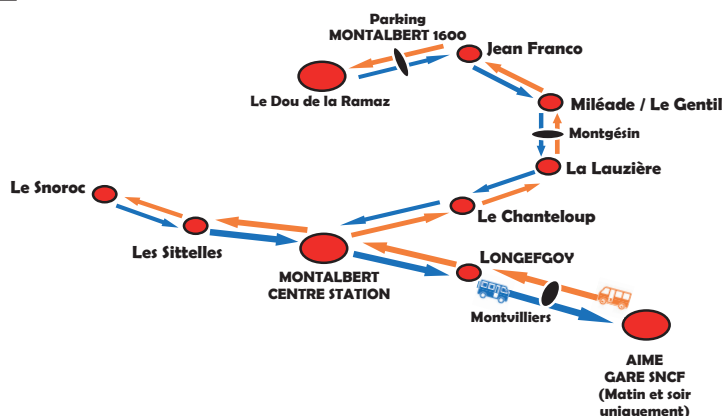 Parking
MONTALBERT 1600
Jean Franco
Le Dou de la Ramaz
Miléade / Le Gentil
Montgésin
La Lauzière
Le Snoroc
Le Chanteloup
Les Sittelles
MONTALBERT
CENTRE STATION
LONGEFGOY
Montvilliers
AIME
GARE SNCF
(Matin et soir
uniquement)